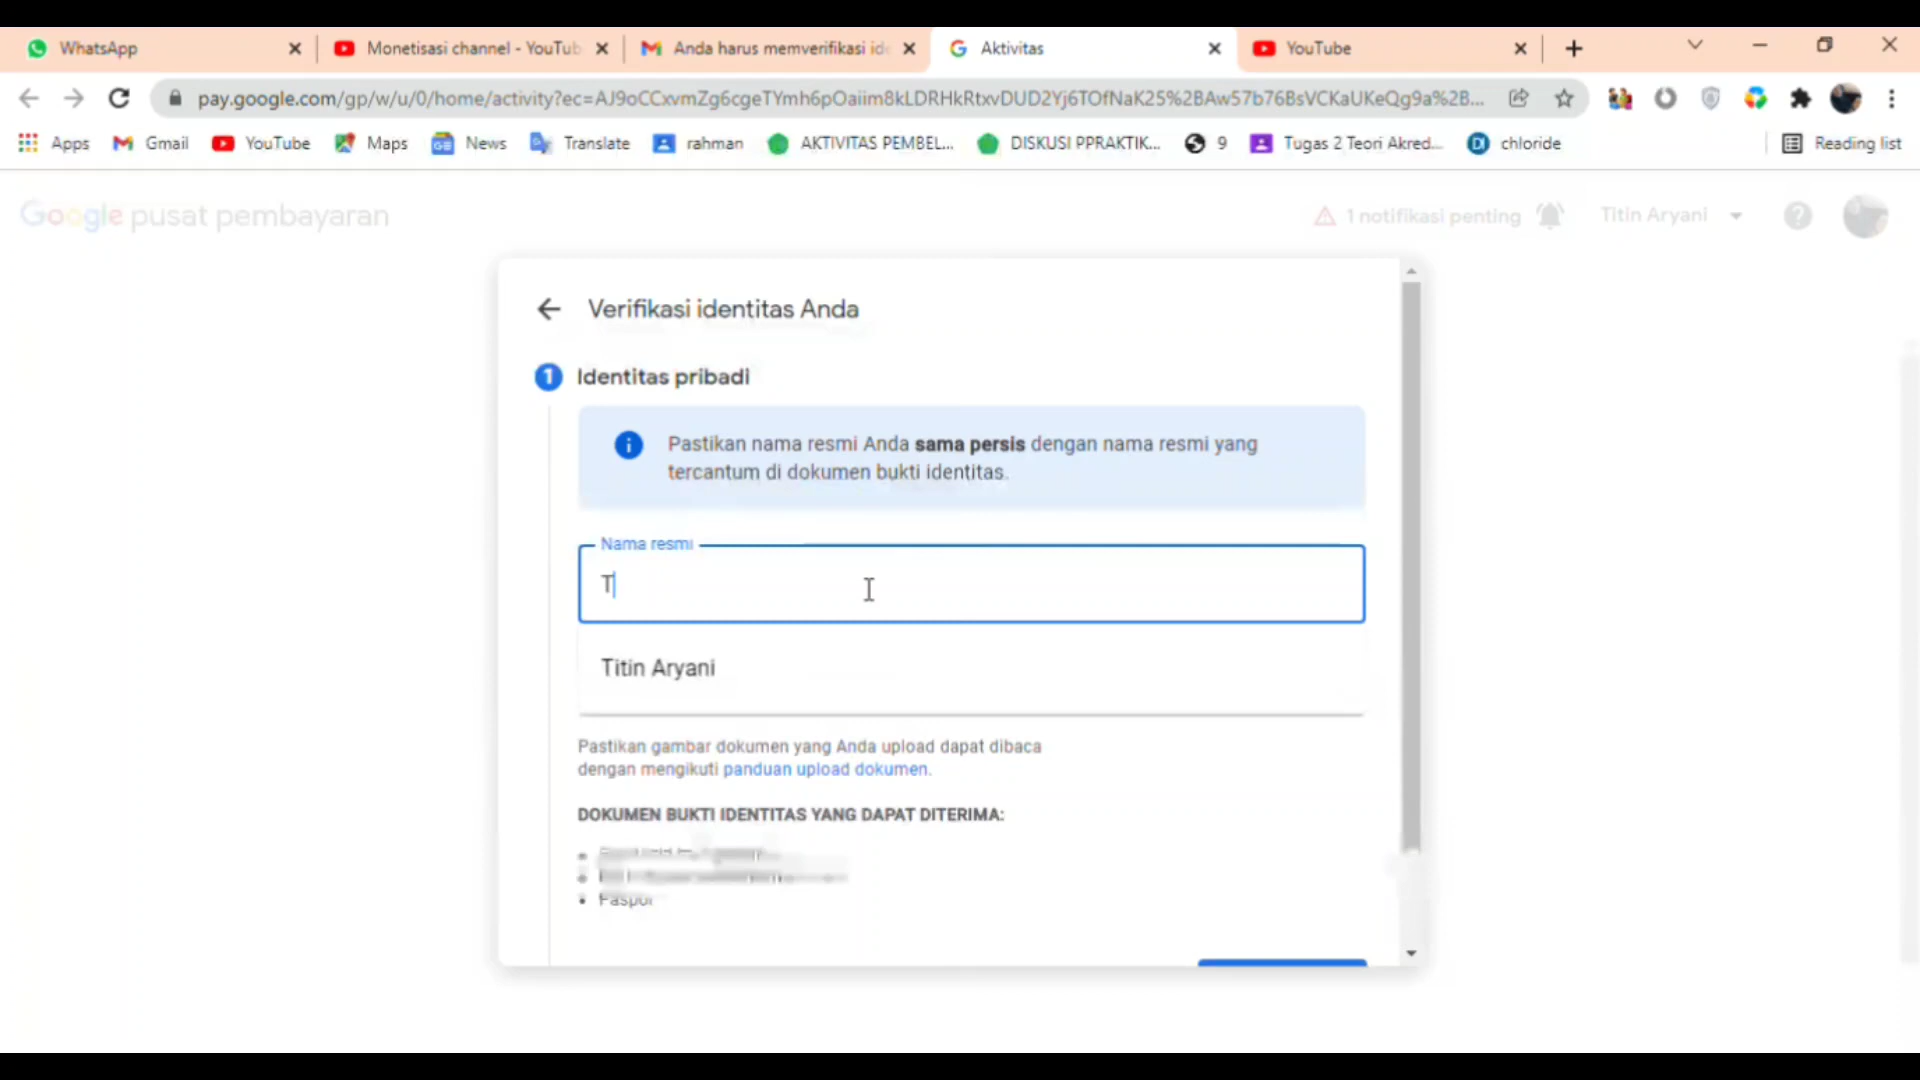 WhatsApp
Monetisasi channel - YouTub
Anda harus memverifikasi ide
Aktivitas
YouTube
pay.google.com/gp/w/u/0/home/activity?ec=AJ9oCCxvmZg6cgeTYmh6pOaiim8kLDRHkRtxvDUD2Yj6TOfNaK25%2BAw57b76BsVCKaUKeQg9a%2B...
Apps
Gmail
YouTube
Maps
News
Translate
rahman
AKTIVITAS PEMBEL...
DISKUSI PPRAKTIK...
9
Tugas 2 Teori Akred...
chloride
Reading list
Google pusat pembayaran
1 notifikasi penting
Titin Aryani
Verifikasi identitas Anda
1 Identitas pribadi
Pastikan nama resmi Anda sama persis dengan nama resmi yang
tercantum di dokumen bukti identitas.
Nama resmi
T
Titin Aryani
Pastikan gambar dokumen yang Anda upload dapat dibaca
dengan mengikuti panduan upload dokumen.
DOKUMEN BUKTI IDENTITAS YANG DAPAT DITERIMA:
Paspor